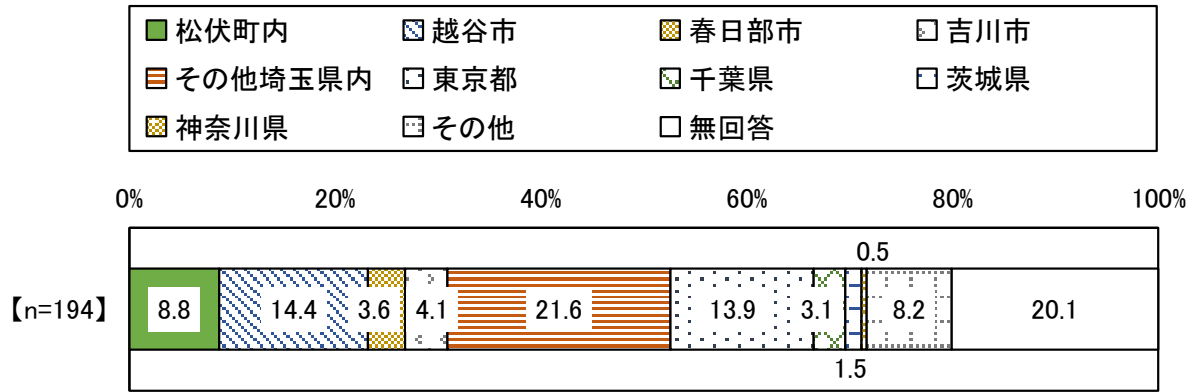 松伏町内 越谷市 春日部市 吉川市
その他埼玉県内 東京都 千葉県 茨城県
神奈川県 その他 無回答
0% 20% 40% 60% 80% 100%
0.5
【n=194】 8.8 14.4 3.6 4.1 21.6 13.9 3.1 8.2 20.1
1.5